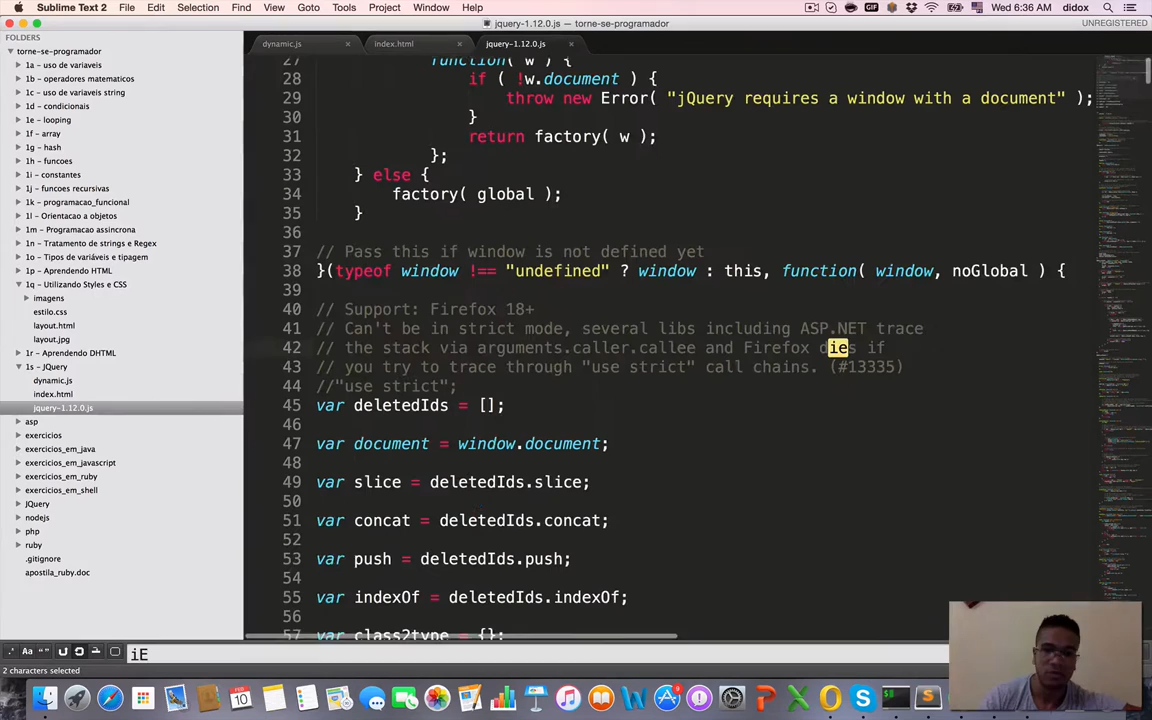 Sublime Text 2 File Edit Selection Find View Goto Tools Project Window Help
GIF Wed 6:36 AM didox
jquery-1.12.0.js — torne-se-programador
UNREGISTERED
FOLDERS
torne-se-programador
1a - uso de variaveis
1b - operadores matematicos
1c - uso de variaveis string
1d - condicionais
1e - looping
1f - array
1g - hash
1h - funcoes
1i - constantes
1j - funcoes recursivas
1k - programacao_funcional
1l - Orientacao a objetos
1m - Programacao assincrona
1n - Tratamento de strings e Regex
1o - Tipos de variáveis e tipagem
1p - Aprendendo HTML
1q - Utilizando Styles e CSS
imagens
estilo.css
layout.html
layout.jpg
1r - Aprendendo DHTML
1s - JQuery
dynamic.js
index.html
jquery-1.12.0.js
asp
exercicios
exercicios_em_java
exercicios_em_javascript
exercicios_em_ruby
exercicios_em_shell
JQuery
nodejs
php
ruby
.gitignore
apostila_ruby.doc
dynamic.js × index.html × jquery-1.12.0.js ×
27 function( w ) {
28 if ( !w.document ) {
29 throw new Error( "jQuery requires a window with a document" );
30 }
31 return factory( w );
32 };
33 } else {
34 factory( global );
35 }
36
37 // Pass this if window is not defined yet
38 }(typeof window !== "undefined" ? window : this, function( window, noGlobal ) {
39
40 // Support: Firefox 18+
41 // Can't be in strict mode, several libs including ASP.NET trace
42 // the stack via arguments.caller.callee and Firefox dies if
43 // you try to trace through "use strict" call chains. (#13335)
44 //"use strict";
45 var deletedIds = [];
46
47 var document = window.document;
48
49 var slice = deletedIds.slice;
50
51 var concat = deletedIds.concat;
52
53 var push = deletedIds.push;
54
55 var indexOf = deletedIds.indexOf;
56
57 var class2type = {};
.* Aa “” iE
2 characters selected